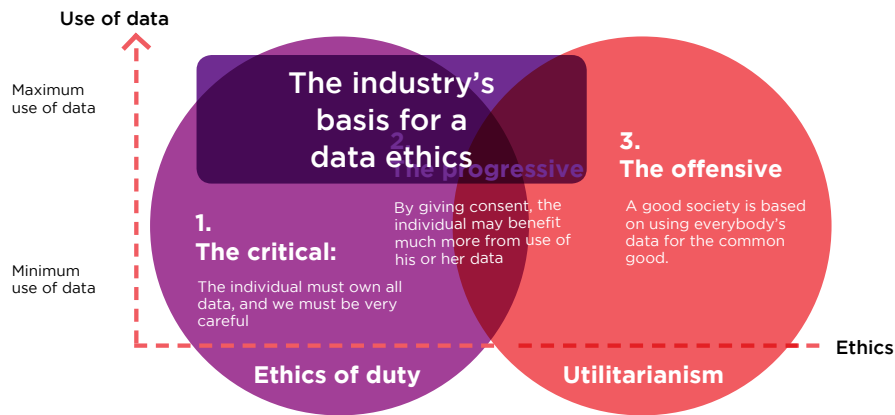 Use of data
Maximum
use of data
Minimum
use of data
The industry's
basis for a
data ethics
1.
The critical:
The individual must own all
data, and we must be very
careful
2.
The progressive
By giving consent, the
individual may benefit
much more from use of
his or her data
3.
The offensive
A good society is based
on using everybody's
data for the common
good.
Ethics
Ethics of duty
Utilitarianism